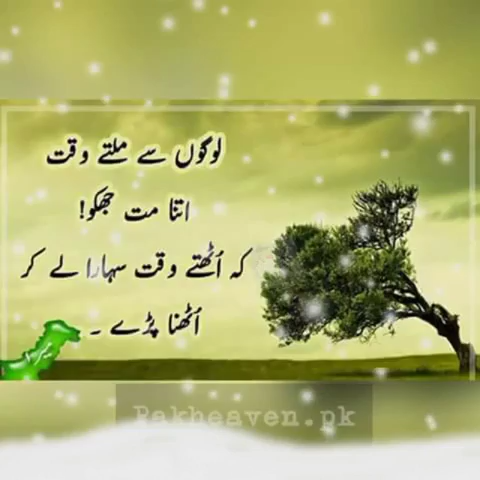 لوگوں سے ملتے وقت
اتنا مت جھکو!
کہ اُٹھتے وقت سہارا لے کر
اُٹھنا پڑے ۔
Pakheaven.pk